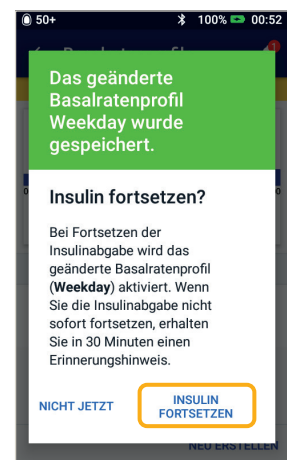 50+ 100% 00:52
Das geänderte
Basalratenprofil
Weekday wurde
gespeichert.
Insulin fortsetzen?
Bei Fortsetzen der
Insulinabgabe wird das
geänderte Basalratenprofil
(Weekday) aktiviert. Wenn
Sie die Insulinabgabe nicht
sofort fortsetzen, erhalten
Sie in 30 Minuten einen
Erinnerungshinweis.
NICHT JETZT
INSULIN
FORTSETZEN
NEU ERSTELLEN